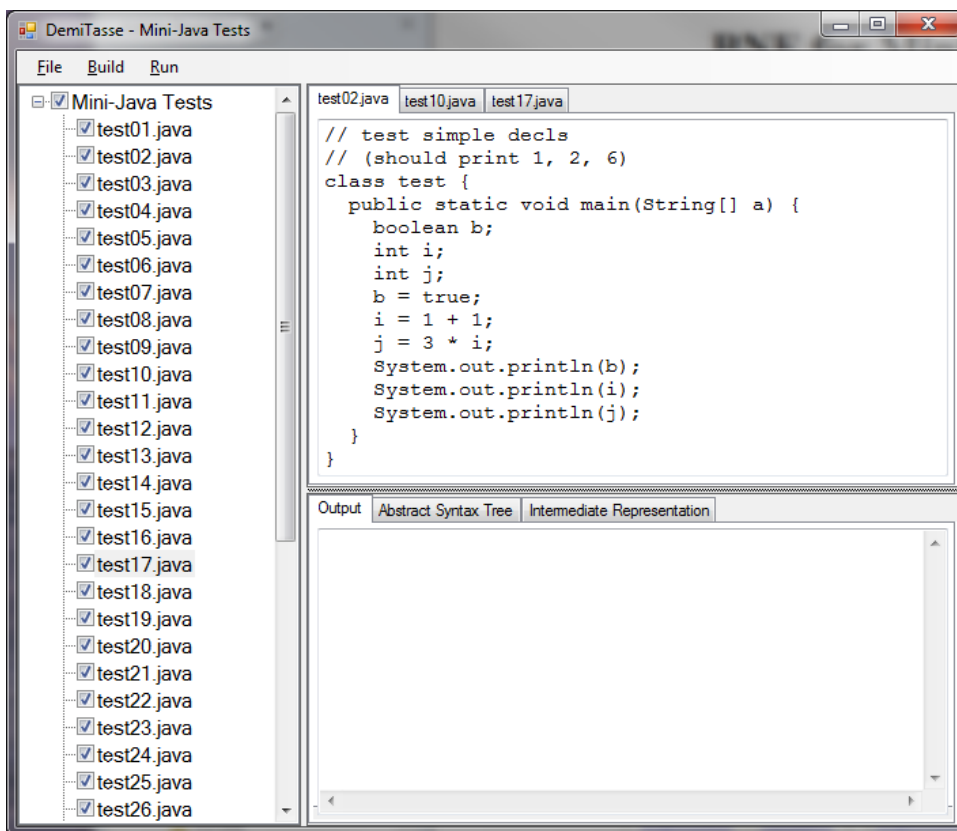 DemiTasse - Mini-Java Tests
File Build Run
Mini-Java Tests
test01.java
test02.java
test03.java
test04.java
test05.java
test06.java
test07.java
test08.java
test09.java
test10.java
test11.java
test12.java
test13.java
test14.java
test15.java
test16.java
test17.java
test18.java
test19.java
test20.java
test21.java
test22.java
test23.java
test24.java
test25.java
test26.java
test02.java test10.java test17.java
// test simple decls
// (should print 1, 2, 6)
class test {
  public static void main(String[] a) {
    boolean b;
    int i;
    int j;
    b = true;
    i = 1 + 1;
    j = 3 * i;
    System.out.println(b);
    System.out.println(i);
    System.out.println(j);
  }
}
Output Abstract Syntax Tree Intermediate Representation